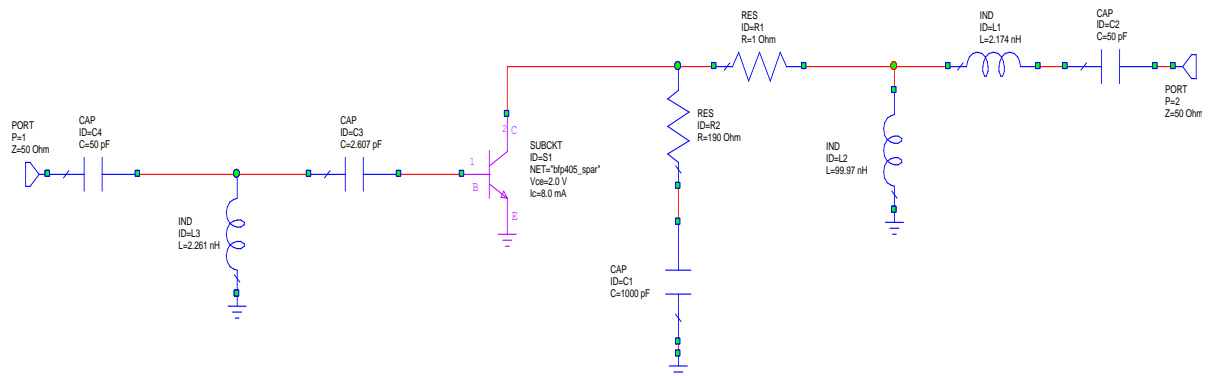 PORT
P=1
Z=50 Ohm
CAP
ID=C4
C=50 pF
IND
ID=L3
L=2.261 nH
CAP
ID=C3
C=2.607 pF
1
B
2
C
E
SUBCKT
ID=S1
NET="bfp405_spar"
Vce=2.0 V
Ic=8.0 mA
RES
ID=R1
R=1 Ohm
RES
ID=R2
R=190 Ohm
CAP
ID=C1
C=1000 pF
IND
ID=L2
L=99.97 nH
IND
ID=L1
L=2.174 nH
CAP
ID=C2
C=50 pF
PORT
P=2
Z=50 Ohm